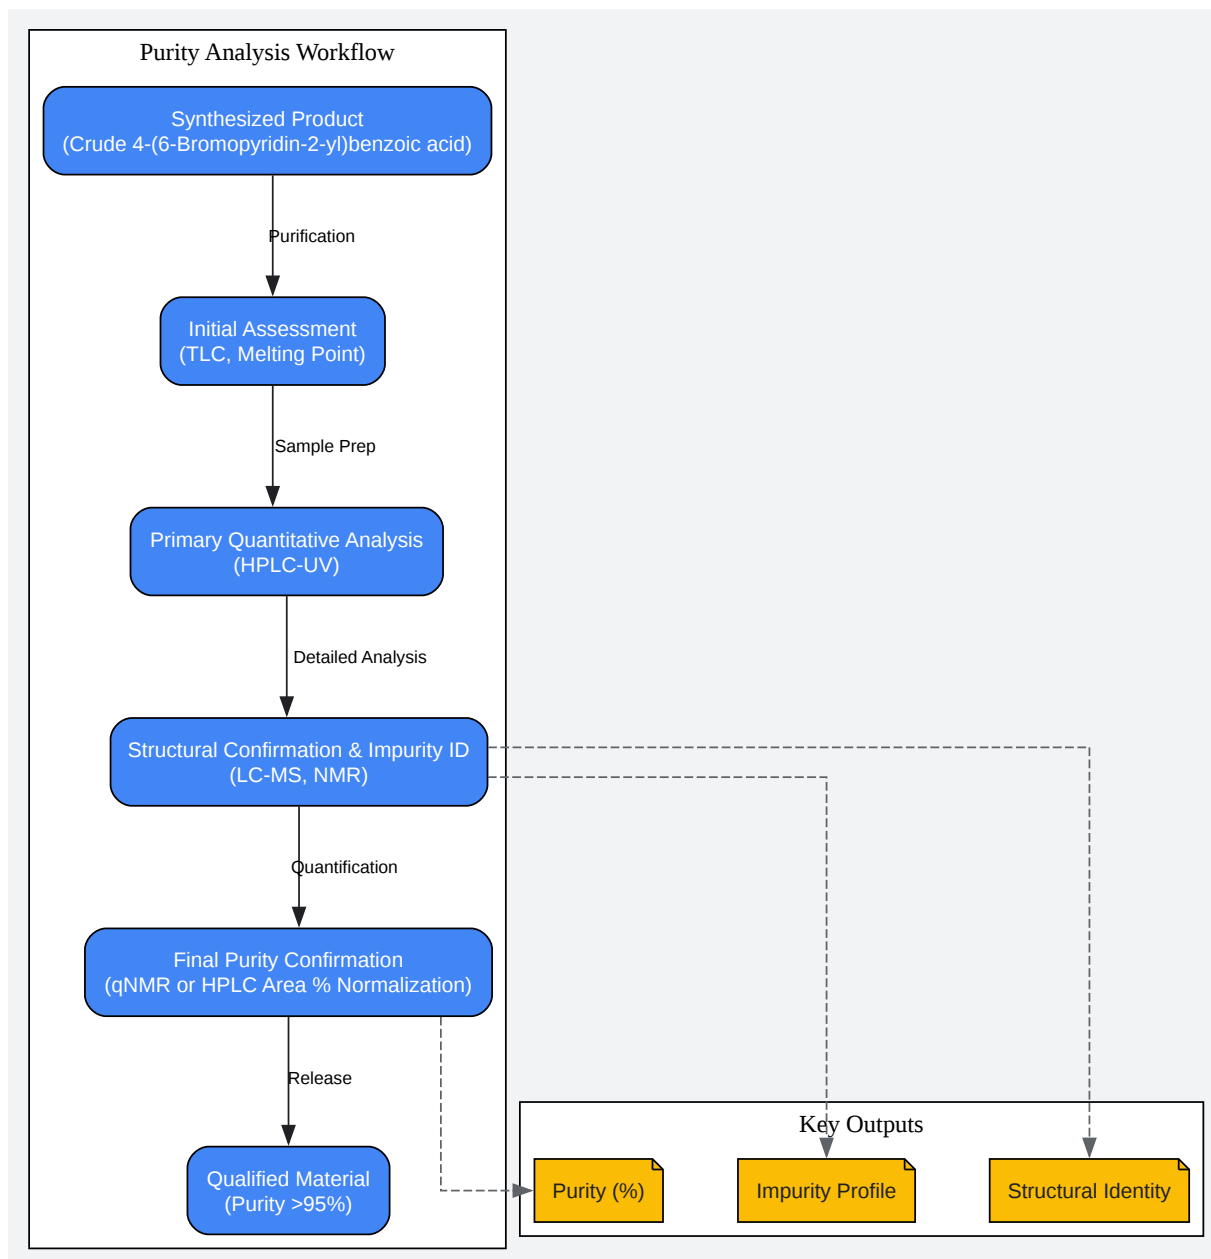 Purity Analysis Workflow
Synthesized Product
(Crude 4-(6-Bromopyridin-2-yl)benzoic acid)
Purification
Initial Assessment
(TLC, Melting Point)
Sample Prep
Primary Quantitative Analysis
(HPLC-UV)
Detailed Analysis
Structural Confirmation & Impurity ID
(LC-MS, NMR)
Quantification
Final Purity Confirmation
(qNMR or HPLC Area % Normalization)
Release
Qualified Material
(Purity >95%)
Key Outputs
Purity (%)
Impurity Profile
Structural Identity